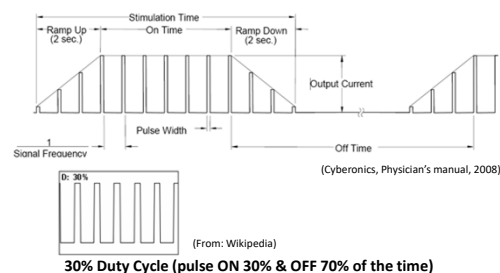 Stimulation Time
Ramp Up
(2 sec.)
On Time
Ramp Down
(2 sec.)
Output Current
Pulse Width
1
Signal Frequency
Off Time
(Cyberonics, Physician's manual, 2008)
D: 30%
(From: Wikipedia)
30% Duty Cycle (pulse ON 30% & OFF 70% of the time)